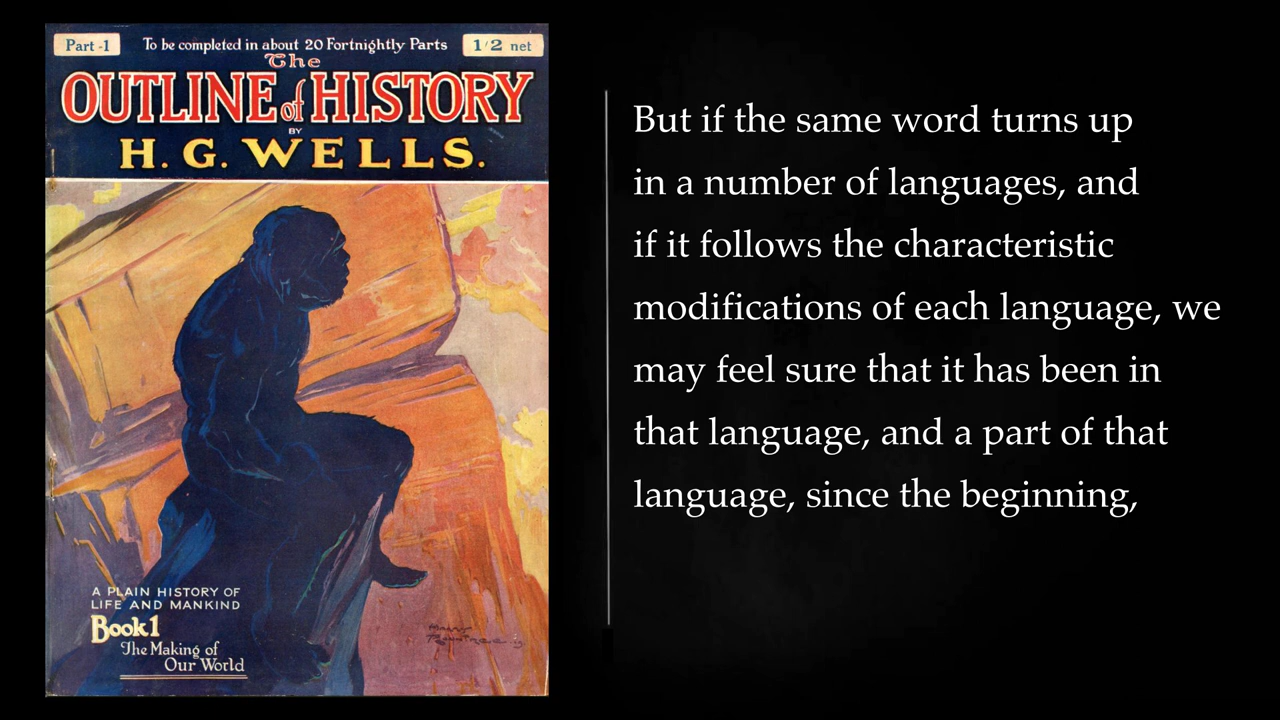 Part -1
To be completed in about 20 Fortnightly Parts
1/2 net
The
OUTLINE of HISTORY
BY
H. G. WELLS.
A PLAIN HISTORY OF
LIFE AND MANKIND
Book 1
The Making of
Our World
But if the same word turns up
in a number of languages, and
if it follows the characteristic
modifications of each language, we
may feel sure that it has been in
that language, and a part of that
language, since the beginning,